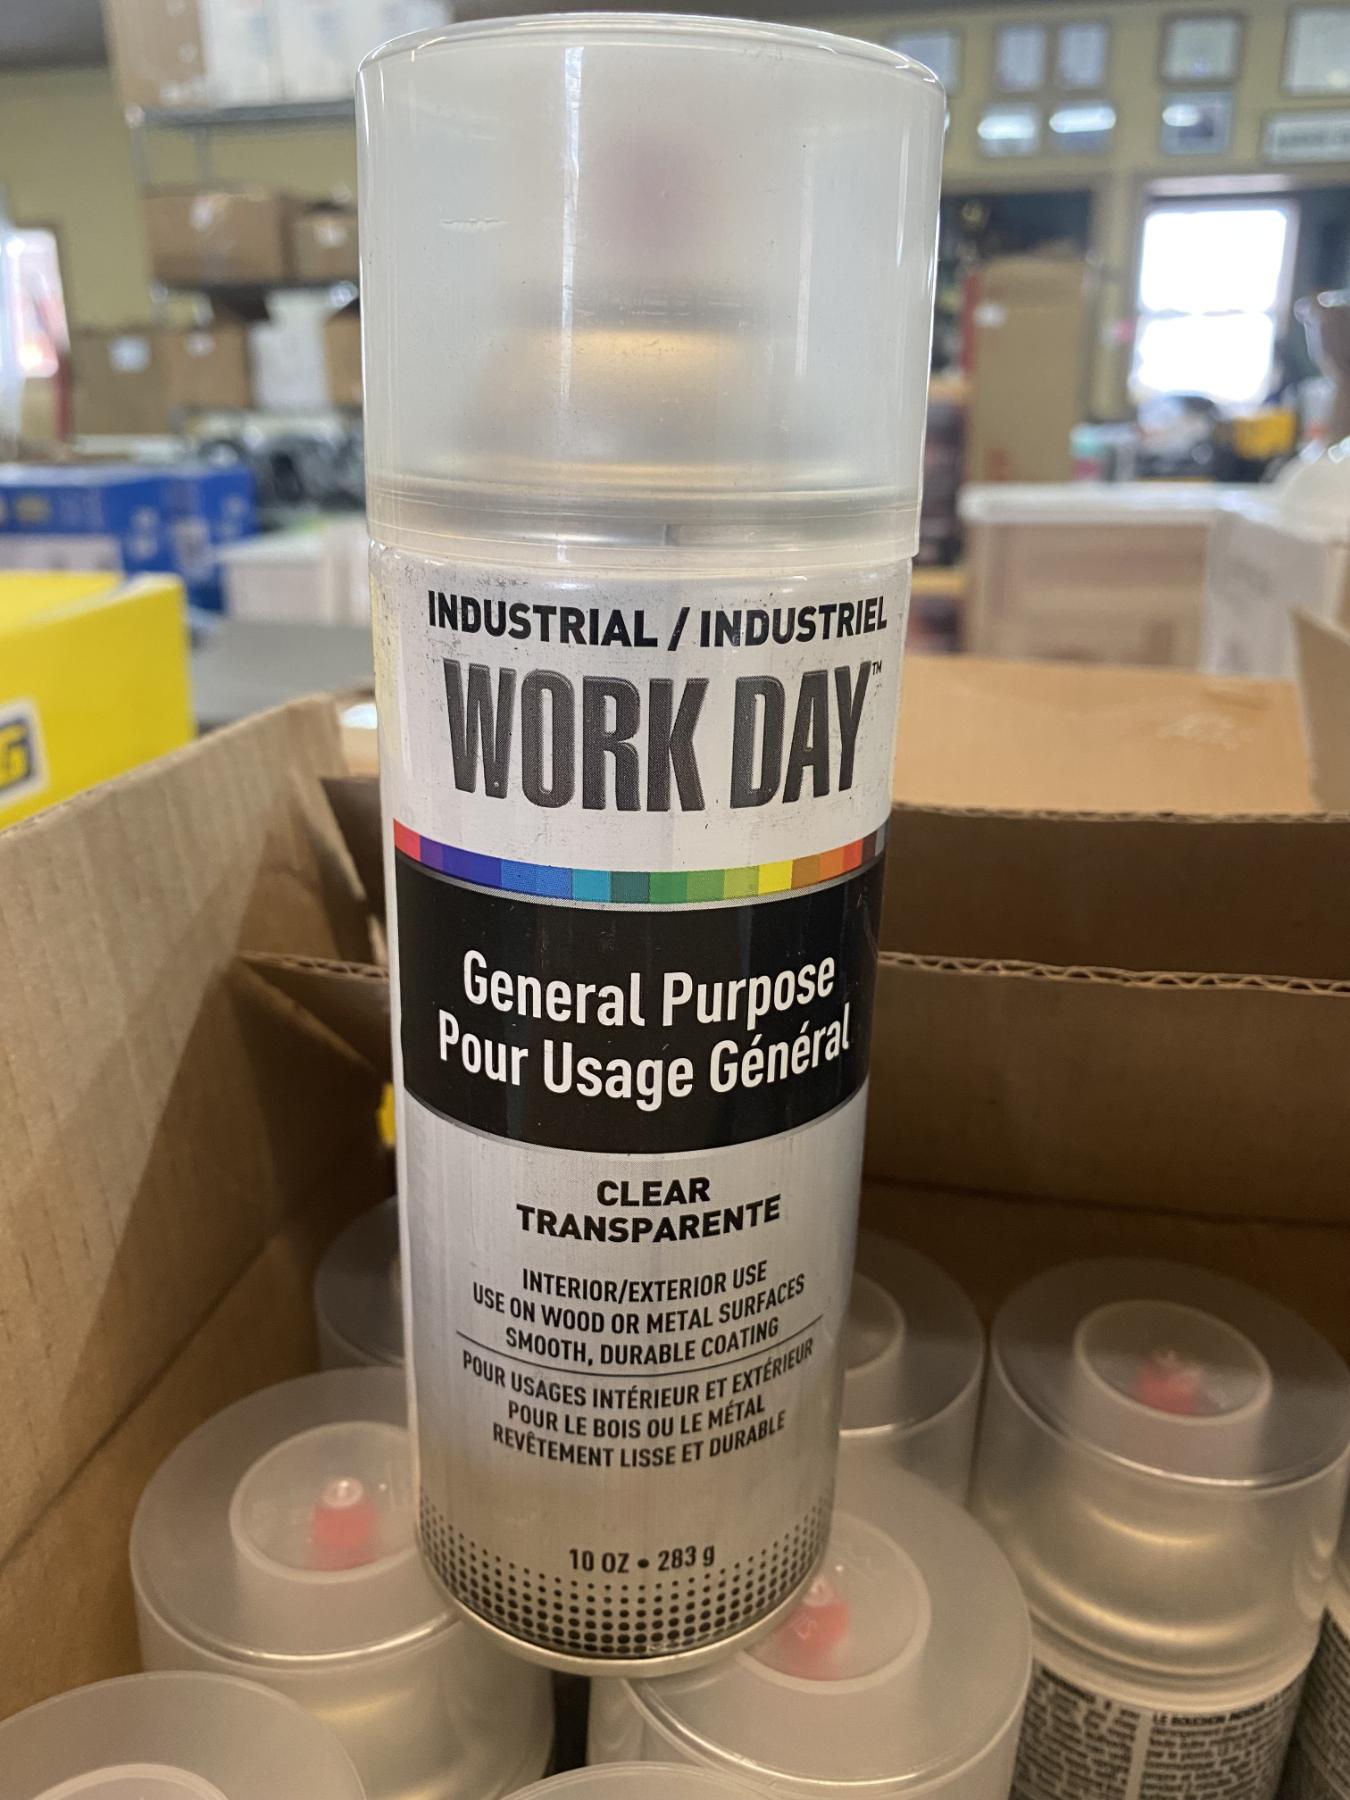 INDUSTRIAL / INDUSTRIEL
WORK DAY™
General Purpose
Pour Usage Général
CLEAR
TRANSPARENTE
INTERIOR/EXTERIOR USE
USE ON WOOD OR METAL SURFACES
SMOOTH, DURABLE COATING
POUR USAGES INTÉRIEUR ET EXTÉRIEUR
POUR LE BOIS OU LE MÉTAL
REVÊTEMENT LISSE ET DURABLE
10 OZ • 283 g
LE BOUCHON